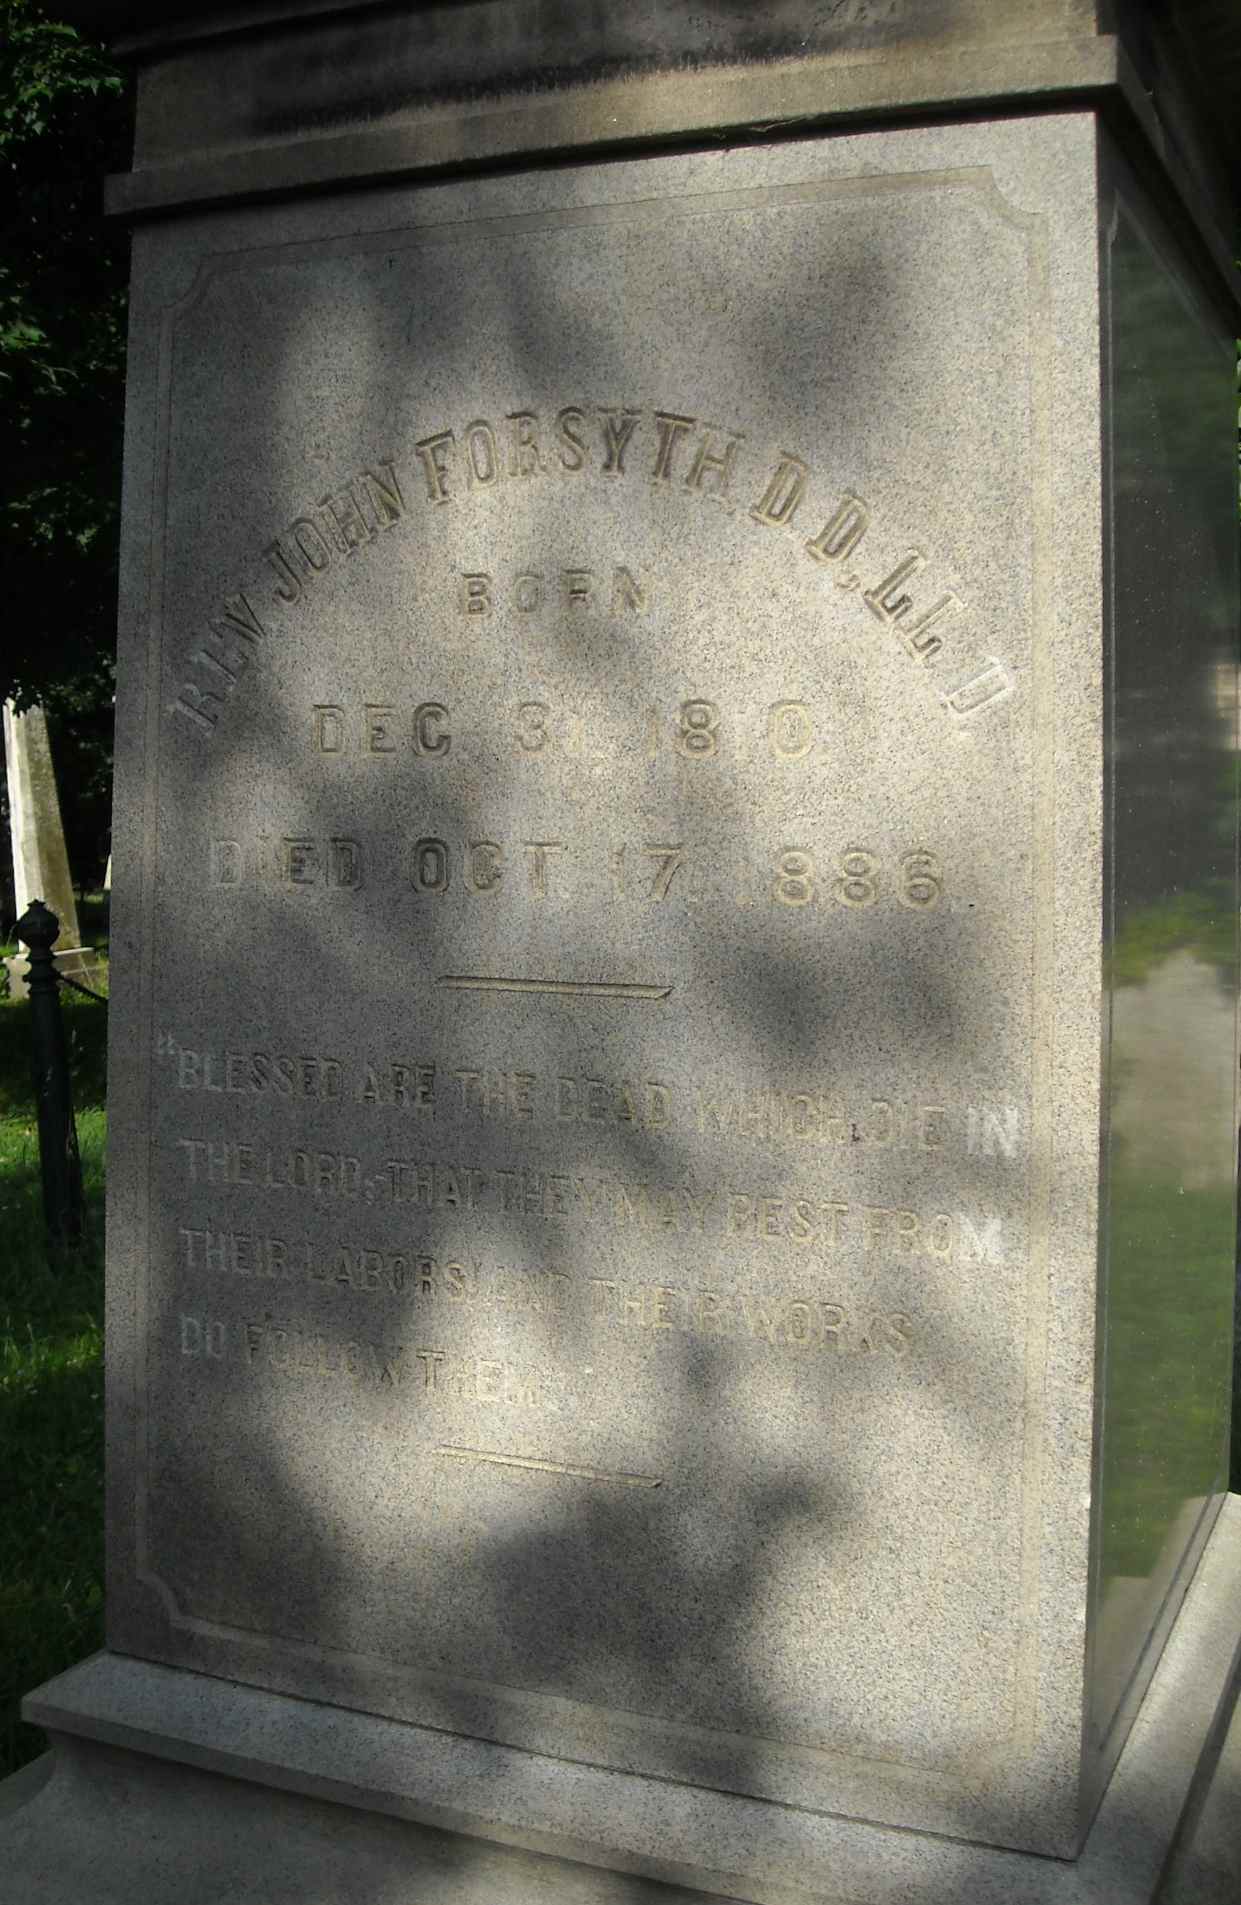 REV JOHN FORSYTH D D, LL. D
BORN
DEC 31. 1810
DIED OCT. 17. 1886
"BLESSED ARE THE DEAD WHICH DIE IN
THE LORD: THAT THEY MAY REST FROM
THEIR LABORS; AND THEIR WORKS
DO FOLLOW THEM."